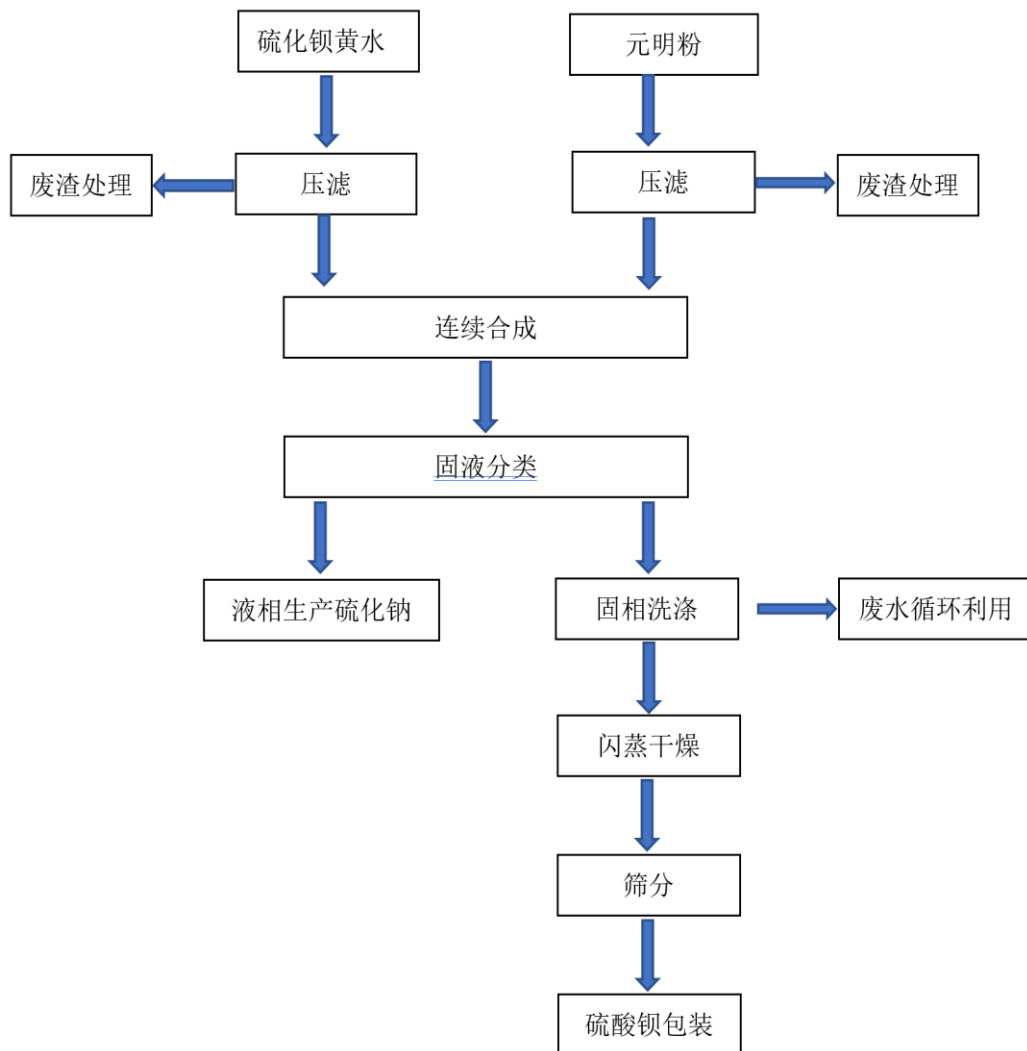 硫化钡黄水
元明粉
废渣处理
压滤
压滤
废渣处理
连续合成
固液分类
液相生产硫化钠
固相洗涤
废水循环利用
闪蒸干燥
筛分
硫酸钡包装